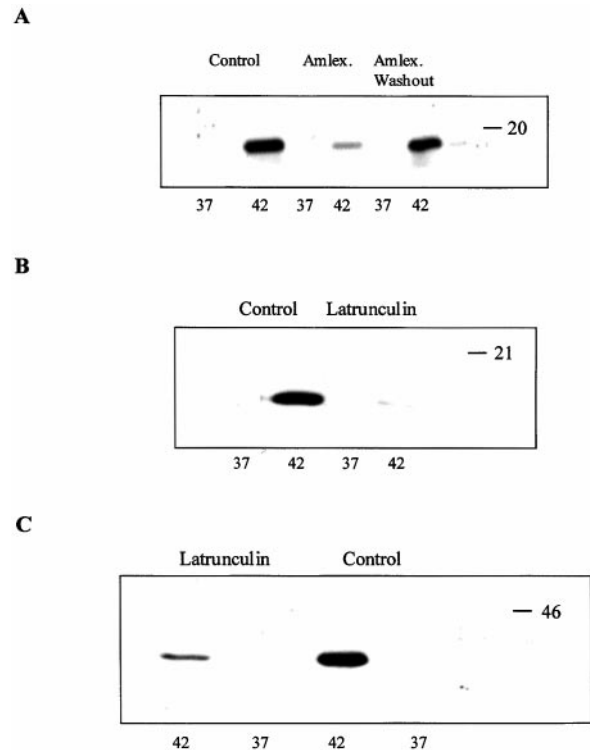 A
Control Amlex. Amlex.
Washout
— 20
37 42 37 42 37 42
B
Control Latrunculin
— 21
37 42 37 42
C
Latrunculin Control
— 46
42 37 42 37